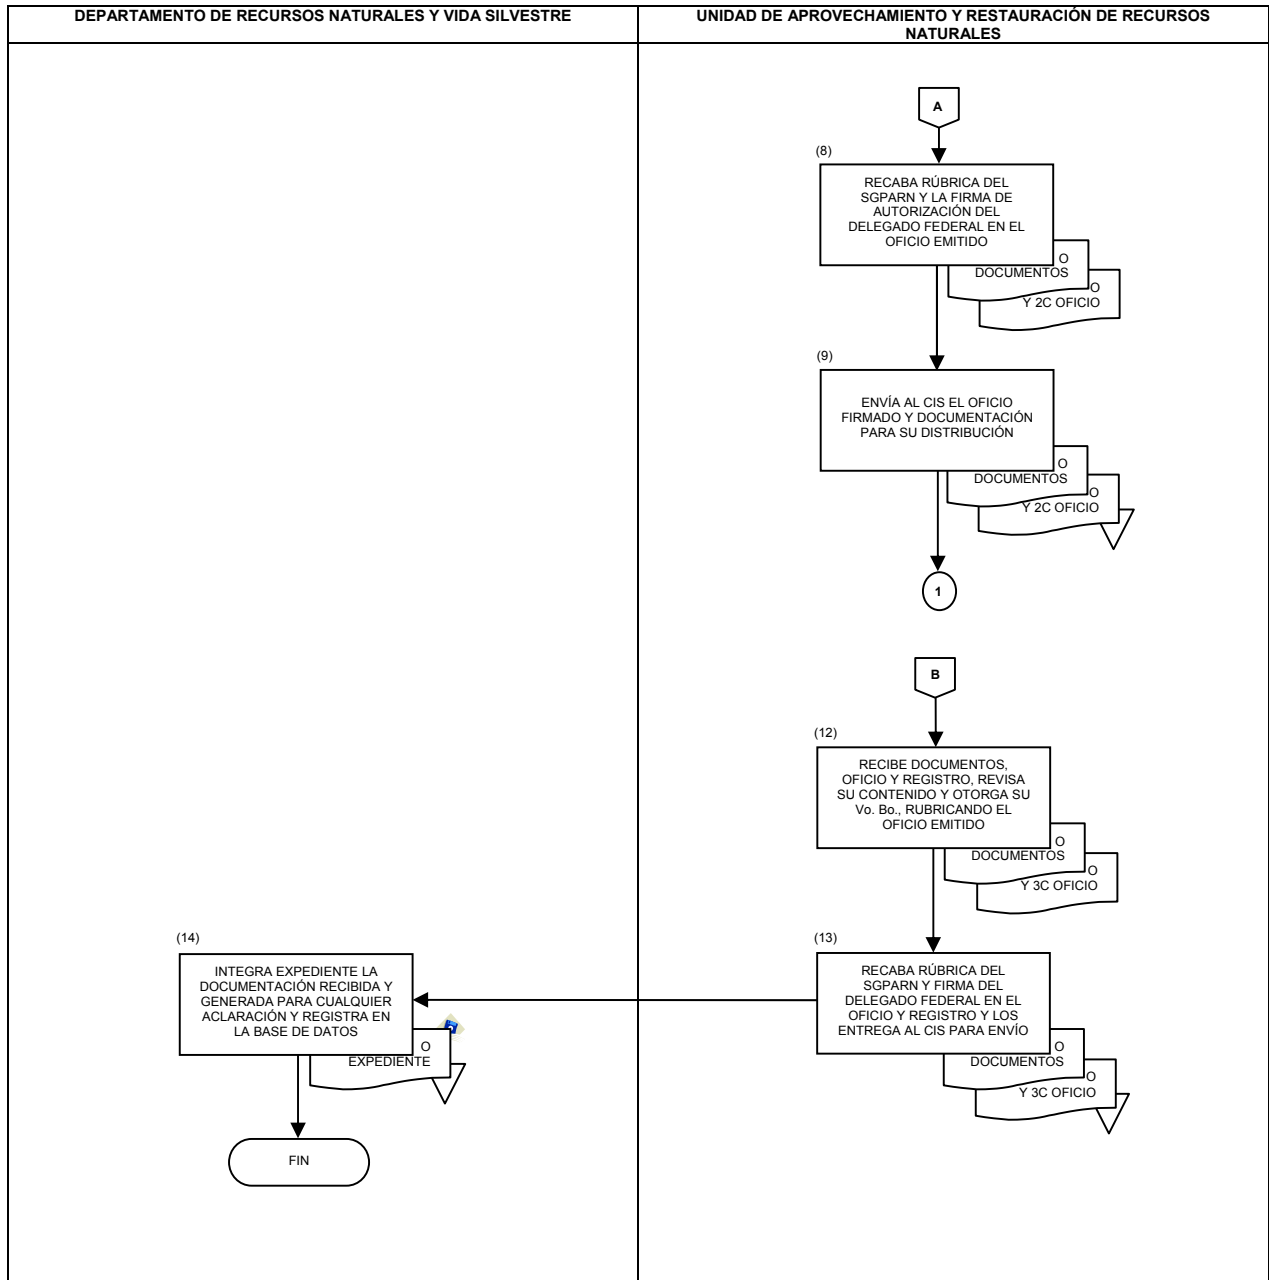 DEPARTAMENTO DE RECURSOS NATURALES Y VIDA SILVESTRE
UNIDAD DE APROVECHAMIENTO Y RESTAURACIÓN DE RECURSOS
NATURALES
A
(8)
RECABA RÚBRICA DEL
SGPARN Y LA FIRMA DE
AUTORIZACIÓN DEL
DELEGADO FEDERAL EN EL
OFICIO EMITIDO
O
DOCUMENTOS
O
Y 2C OFICIO
(9)
ENVÍA AL CIS EL OFICIO
FIRMADO Y DOCUMENTACIÓN
PARA SU DISTRIBUCIÓN
O
DOCUMENTOS
O
Y 2C OFICIO
1
B
(12)
RECIBE DOCUMENTOS,
OFICIO Y REGISTRO, REVISA
SU CONTENIDO Y OTORGA SU
Vo. Bo., RUBRICANDO EL
OFICIO EMITIDO
O
DOCUMENTOS
O
Y 3C OFICIO
(13)
RECABA RÚBRICA DEL
SGPARN Y FIRMA DEL
DELEGADO FEDERAL EN EL
OFICIO Y REGISTRO Y LOS
ENTREGA AL CIS PARA ENVÍO
O
DOCUMENTOS
O
Y 3C OFICIO
(14)
INTEGRA EXPEDIENTE LA
DOCUMENTACIÓN RECIBIDA Y
GENERADA PARA CUALQUIER
ACLARACIÓN Y REGISTRA EN
LA BASE DE DATOS
O
EXPEDIENTE
FIN